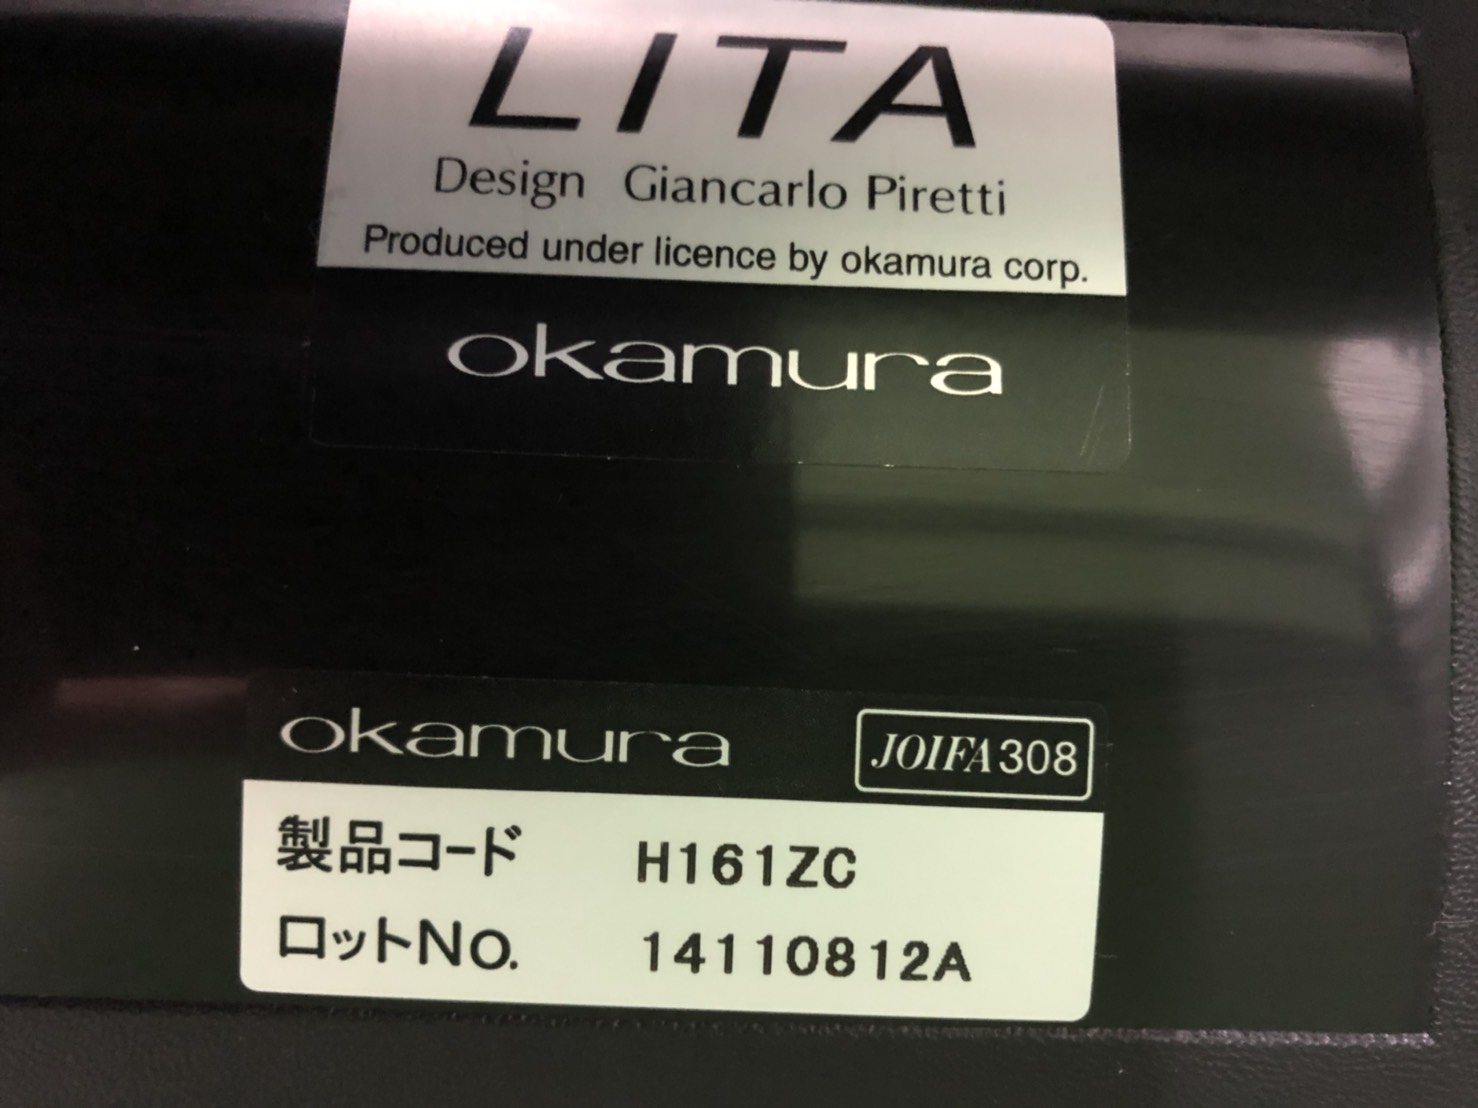 LITA
Design Giancarlo Piretti
Produced under licence by okamura corp.
okamura
okamura JOIFA308
製品コード H161ZC
ロットNo. 14110812A